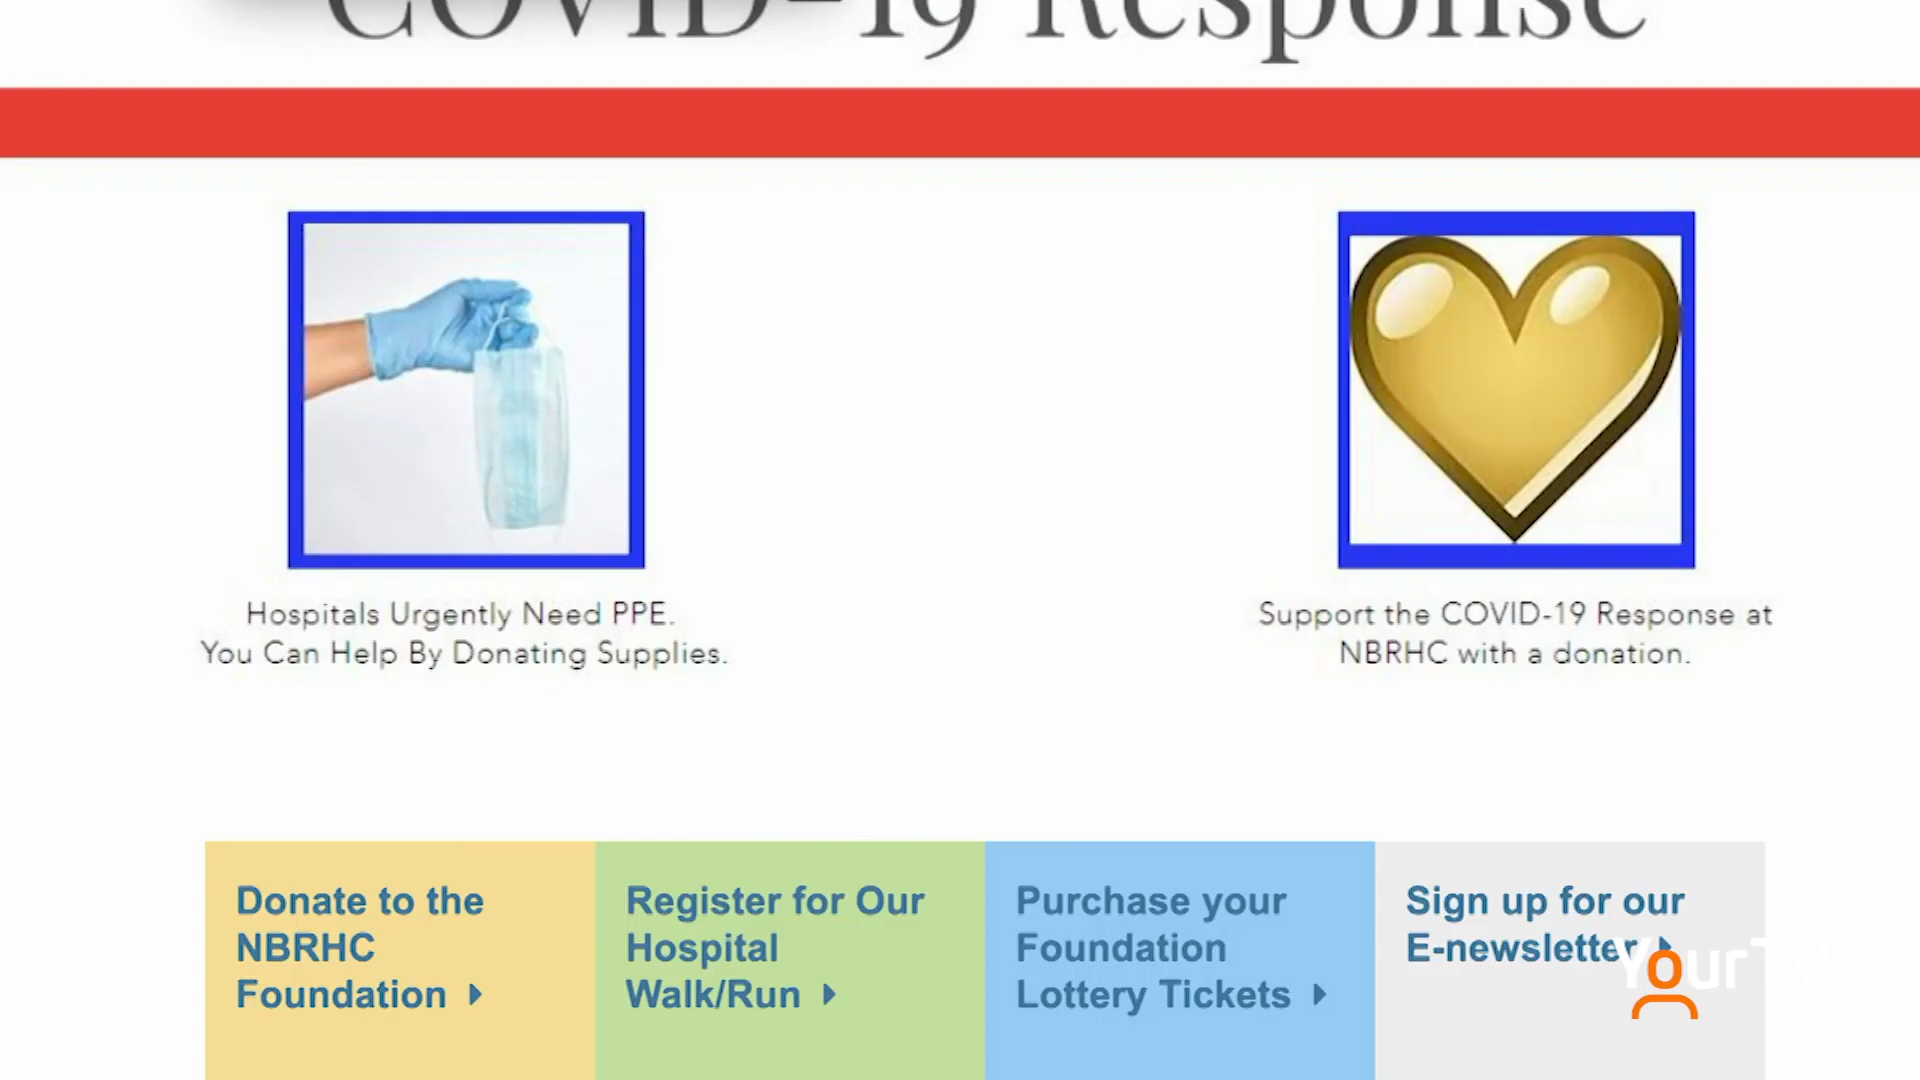 COVID-19 Response
Hospitals Urgently Need PPE.
You Can Help By Donating Supplies.
Support the COVID-19 Response at
NBRHC with a donation.
Donate to the
NBRHC
Foundation
Register for Our
Hospital
Walk/Run
Purchase your
Foundation
Lottery Tickets
Sign up for our
E-newsletter
YourTV